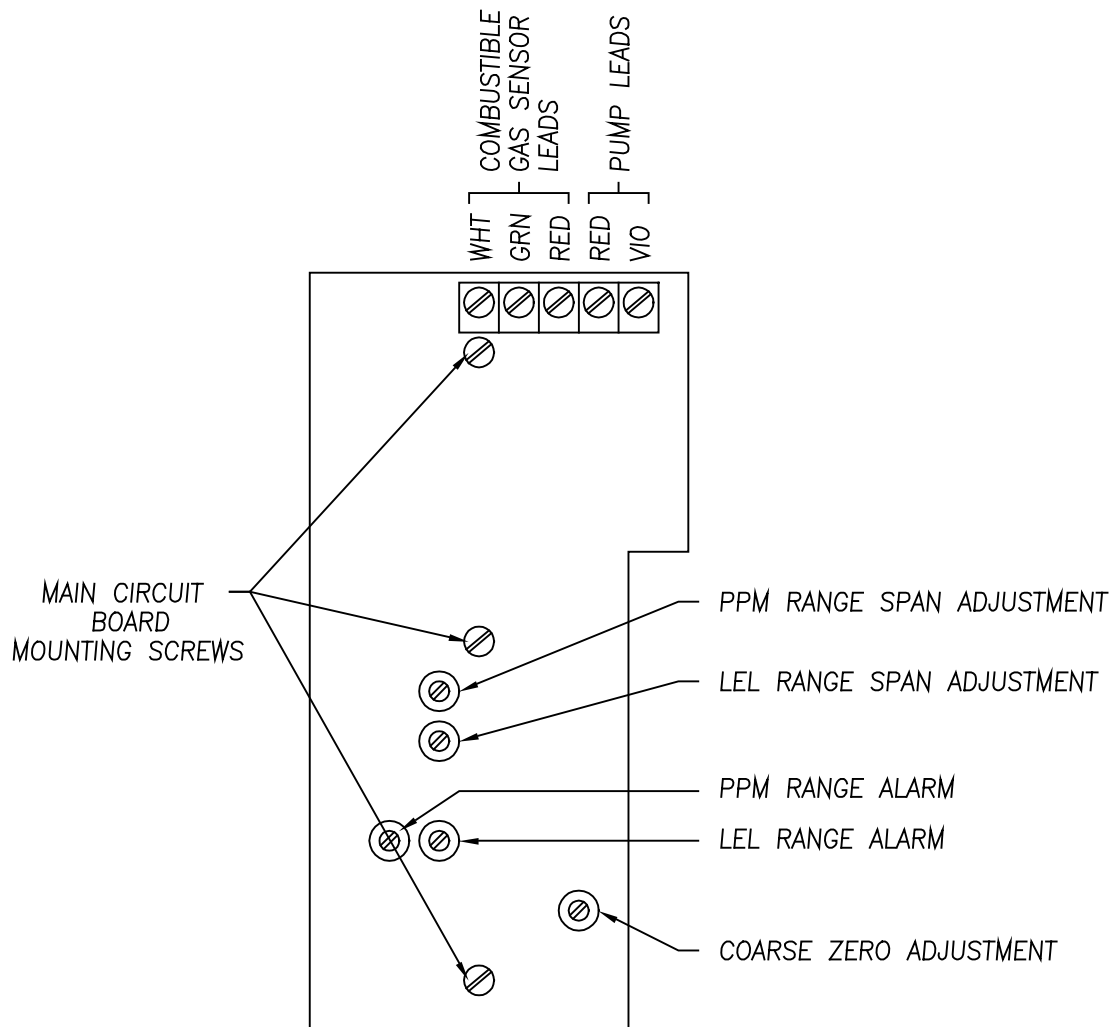 COMBUSTIBLE
GAS SENSOR
LEADS
PUMP LEADS
WHT
GRN
RED
RED
VIO
MAIN CIRCUIT
BOARD
MOUNTING SCREWS
PPM RANGE SPAN ADJUSTMENT
LEL RANGE SPAN ADJUSTMENT
PPM RANGE ALARM
LEL RANGE ALARM
COARSE ZERO ADJUSTMENT